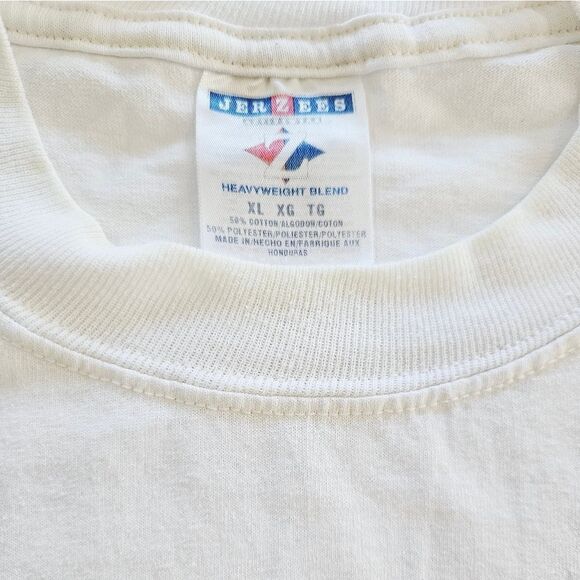 JERZEES
Z
HEAVYWEIGHT BLEND
XL XG TG
50% COTTON/ALGODON/COTON
50% POLYESTER/POLIESTER/POLYESTER
MADE IN/HECHO EN/FABRIQUE AUX
HONDURAS